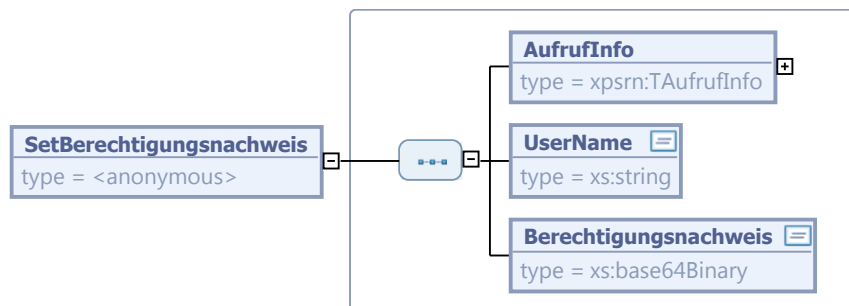 AufrufInfo
type = xpsrn:TAufrufInfo
SetBerechtigungsnachweis
type = <anonymous>
UserName
type = xs:string
Berechtigungsnachweis
type = xs:base64Binary